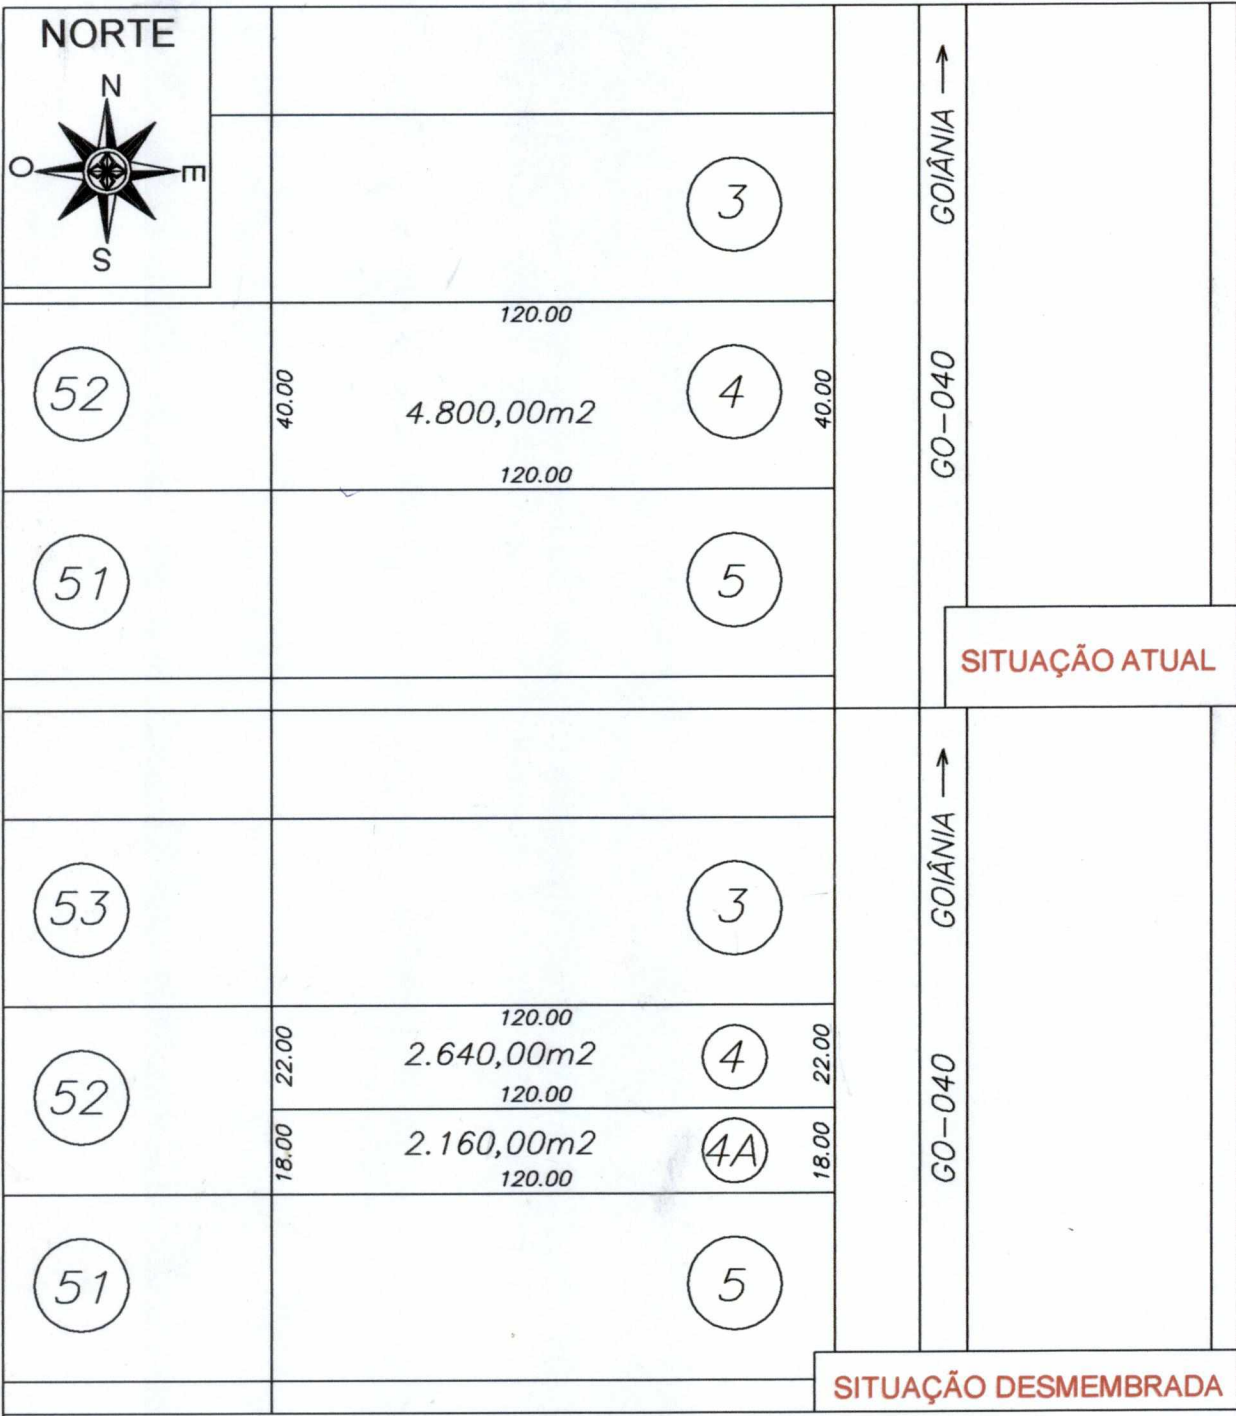 NORTE
N
O
E
S
3
GOIÂNIA →
120.00
52
40.00
4.800,00m2
4
40.00
GO-040
120.00
51
5
SITUAÇÃO ATUAL
GOIÂNIA →
53
3
120.00
22.00
2.640,00m2
4
22.00
GO-040
52
120.00
18.00
2.160,00m2
4A
18.00
120.00
51
5
SITUAÇÃO DESMEMBRADA